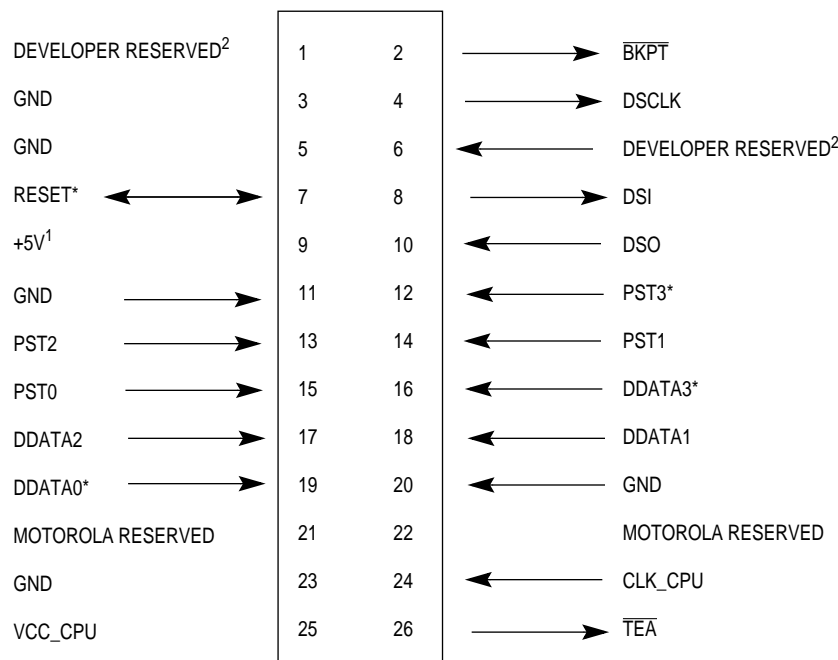 DEVELOPER RESERVED2 1 2 BKPT
GND 3 4 DSCLK
GND 5 6 DEVELOPER RESERVED2
RESET* 7 8 DSI
+5V1 9 10 DSO
GND 11 12 PST3*
PST2 13 14 PST1
PST0 15 16 DDATA3*
DDATA2 17 18 DDATA1
DDATA0* 19 20 GND
MOTOROLA RESERVED 21 22 MOTOROLA RESERVED
GND 23 24 CLK_CPU
VCC_CPU 25 26 TEA